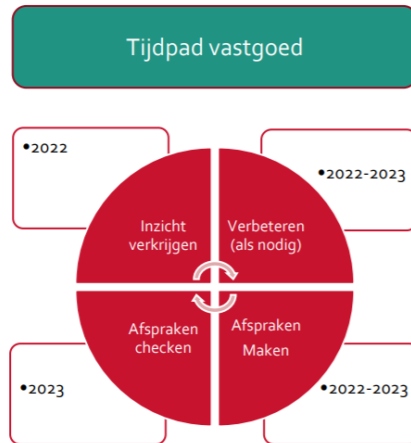 Tijdpad vastgoed
•2022
•2022-2023
Inzicht
verkrijgen
Verbeteren
(als nodig)
Afspraken
checken
Afspraken
Maken
•2023
•2022-2023